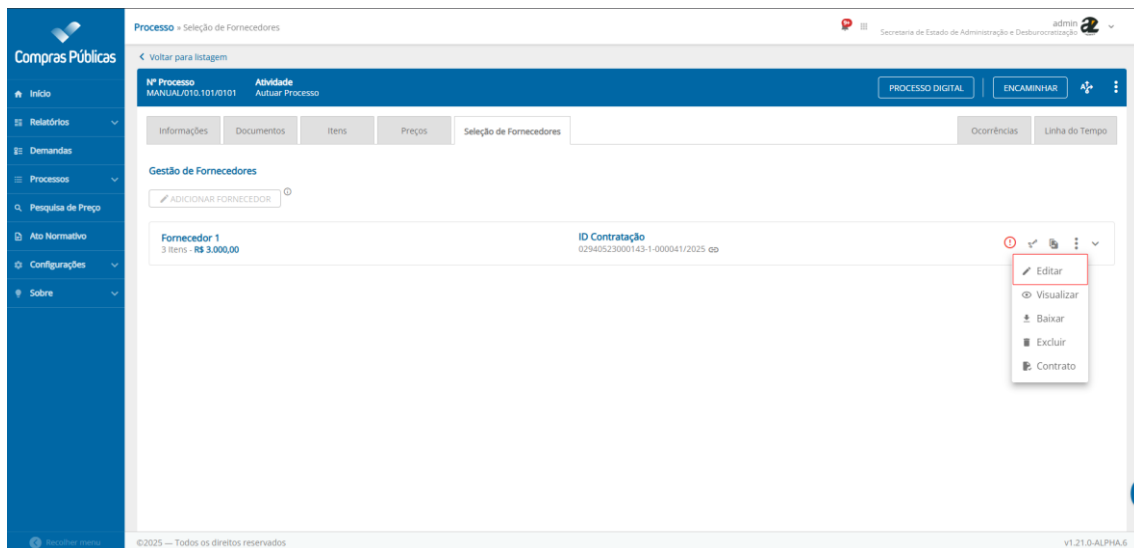 Compras Públicas
Início
Relatórios
Demandas
Processos
Pesquisa de Preço
Ato Normativo
Configurações
Sobre
Recolher menu
Processo » Seleção de Fornecedores
admin
Secretaria de Estado de Administração e Desburocratização
Voltar para listagem
Nº Processo
MANUAL/010.101/0101
Atividade
Autuar Processo
PROCESSO DIGITAL
ENCAMINHAR
Informações
Documentos
Itens
Preços
Seleção de Fornecedores
Ocorrências
Linha do Tempo
Gestão de Fornecedores
ADICIONAR FORNECEDOR
Fornecedor 1
3 Itens - R$ 3.000,00
ID Contratação
02940523000143-1-000041/2025
Editar
Visualizar
Baixar
Excluir
Contrato
©2025 — Todos os direitos reservados
v1.21.0-ALPHA.6